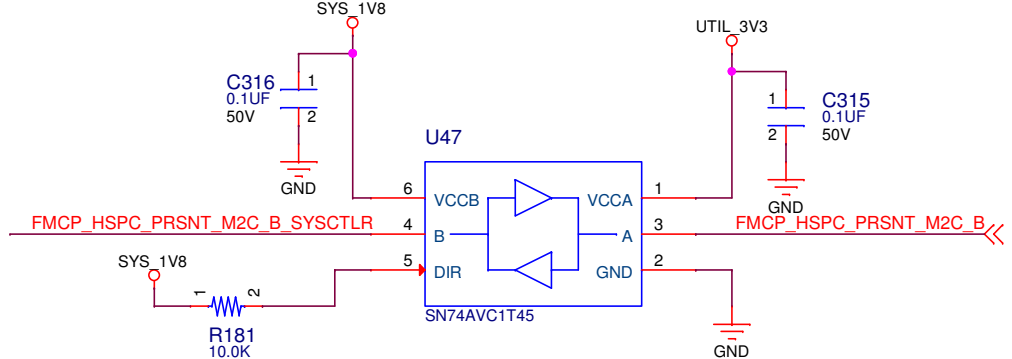 SYS_1V8
UTIL_3V3
C316
0.1UF
50V
1
2
GND
C315
0.1UF
50V
1
2
GND
U47
6
VCCB
VCCA
1
FMCP_HSPC_PRSNT_M2C_B_SYSCTLR
4
B
A
3
FMCP_HSPC_PRSNT_M2C_B
SYS_1V8
5
DIR
GND
2
1
2
R181
10.0K
SN74AVC1T45
GND